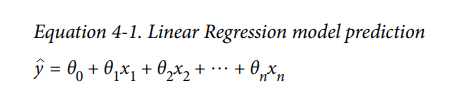 Equation 4-1. Linear Regression model prediction
ŷ = θ₀ + θ₁x₁ + θ₂x₂ + ⋯ + θₙxₙ